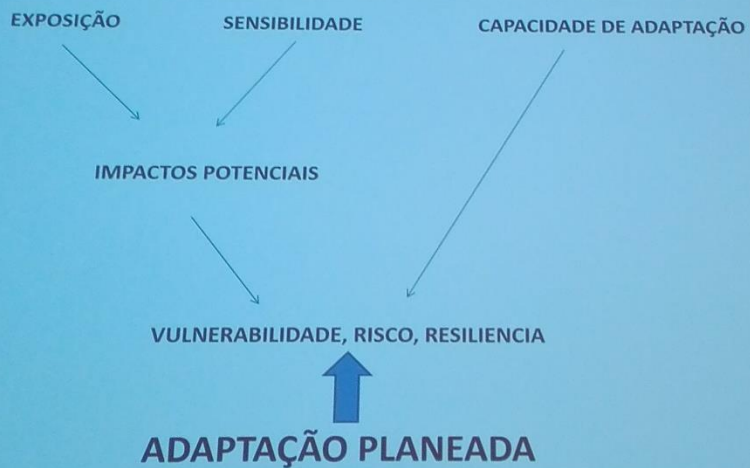 EXPOSIÇÃO
SENSIBILIDADE
CAPACIDADE DE ADAPTAÇÃO
IMPACTOS POTENCIAIS
VULNERABILIDADE, RISCO, RESILIENCIA
ADAPTAÇÃO PLANEADA